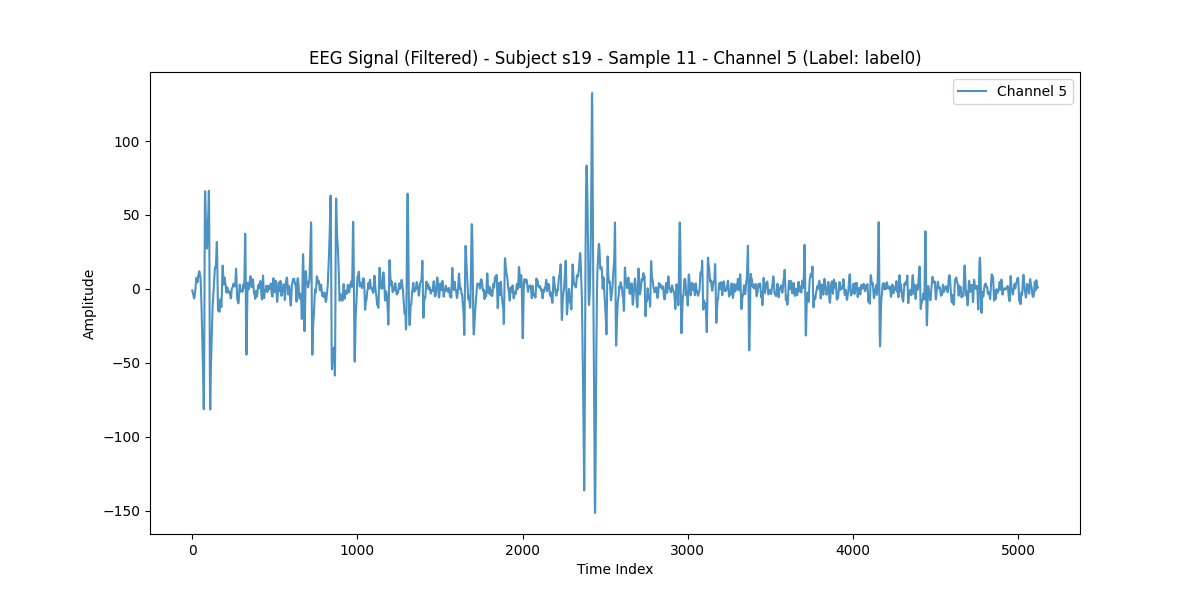 EEG Signal (Filtered) - Subject s19 - Sample 11 - Channel 5 (Label: label0)
Channel 5
100
50
0
−50
−100
−150
Amplitude
0 1000 2000 3000 4000 5000
Time Index